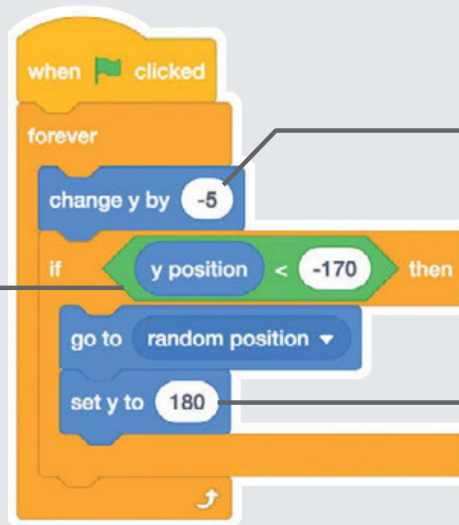 when clicked
forever
change y by -5
if y position < -170 then
go to random position
set y to 180